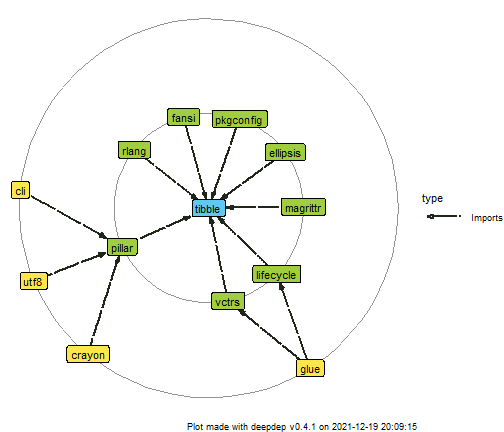 fansi
pkgconfig
rlang
ellipsis
cli
tibble
magrittr
type
Imports
pillar
lifecycle
utf8
vctrs
crayon
glue
Plot made with deepdep v0.4.1 on 2021-12-19 20:09:15